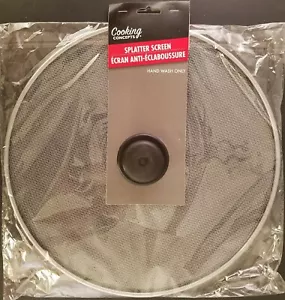 Cooking
CONCEPTS
SPLATTER SCREEN
ÉCRAN ANTI-ÉCLABOUSSURE
HAND WASH ONLY